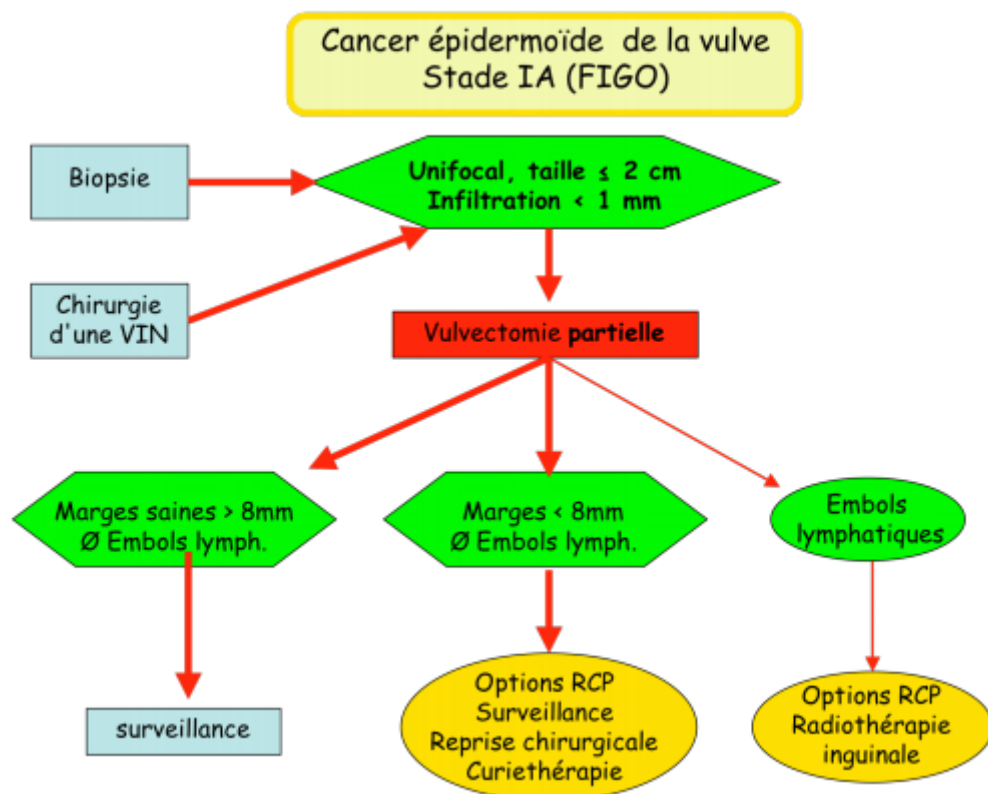 Cancer épidermoïde de la vulve
Stade IA (FIGO)
Biopsie
Unifocal, taille ≤ 2 cm
Infiltration < 1 mm
Chirurgie
d'une VIN
Vulvectomie partielle
Marges saines > 8mm
Ø Embols lymph.
Marges < 8mm
Ø Embols lymph.
Embols
lymphatiques
surveillance
Options RCP
Surveillance
Reprise chirurgicale
Curiethérapie
Options RCP
Radiothérapie
inguinale